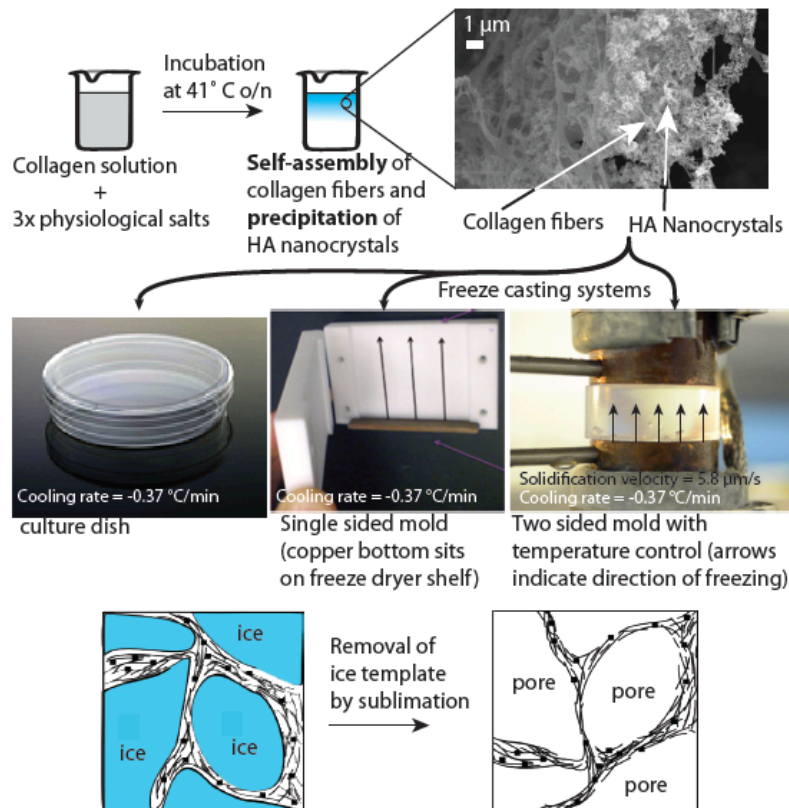 Incubation
at 41° C o/n
1 µm
Collagen solution
+
3x physiological salts
Self-assembly of
collagen fibers and
precipitation of
HA nanocrystals
Collagen fibers
HA Nanocrystals
Freeze casting systems
Cooling rate = -0.37 °C/min
culture dish
Cooling rate = -0.37 °C/min
Single sided mold
(copper bottom sits
on freeze dryer shelf)
Solidification velocity = 5.8 µm/s
Cooling rate = -0.37 °C/min
Two sided mold with
temperature control (arrows
indicate direction of freezing)
ice
ice
ice
Removal of
ice template
by sublimation
pore
pore
pore